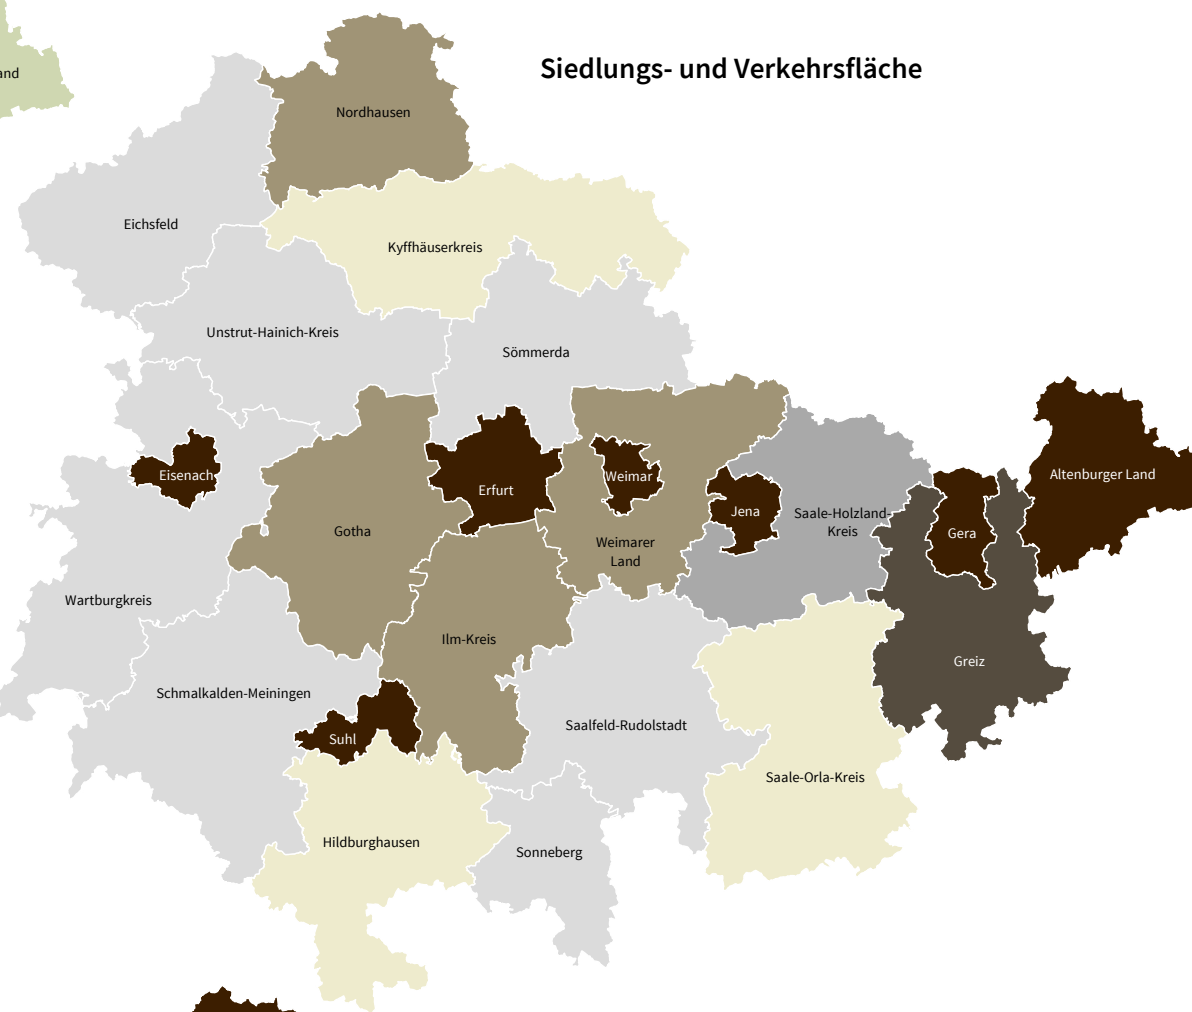 Siedlungs- und Verkehrsfläche
and
Nordhausen
Eichsfeld
Kyffhäuserkreis
Unstrut-Hainich-Kreis
Sömmerda
Eisenach
Erfurt
Weimar
Altenburger Land
Jena
Saale-Holzland-
Kreis
Gotha
Gera
Weimarer
Land
Wartburgkreis
Ilm-Kreis
Greiz
Schmalkalden-Meiningen
Saalfeld-Rudolstadt
Suhl
Saale-Orla-Kreis
Hildburghausen
Sonneberg